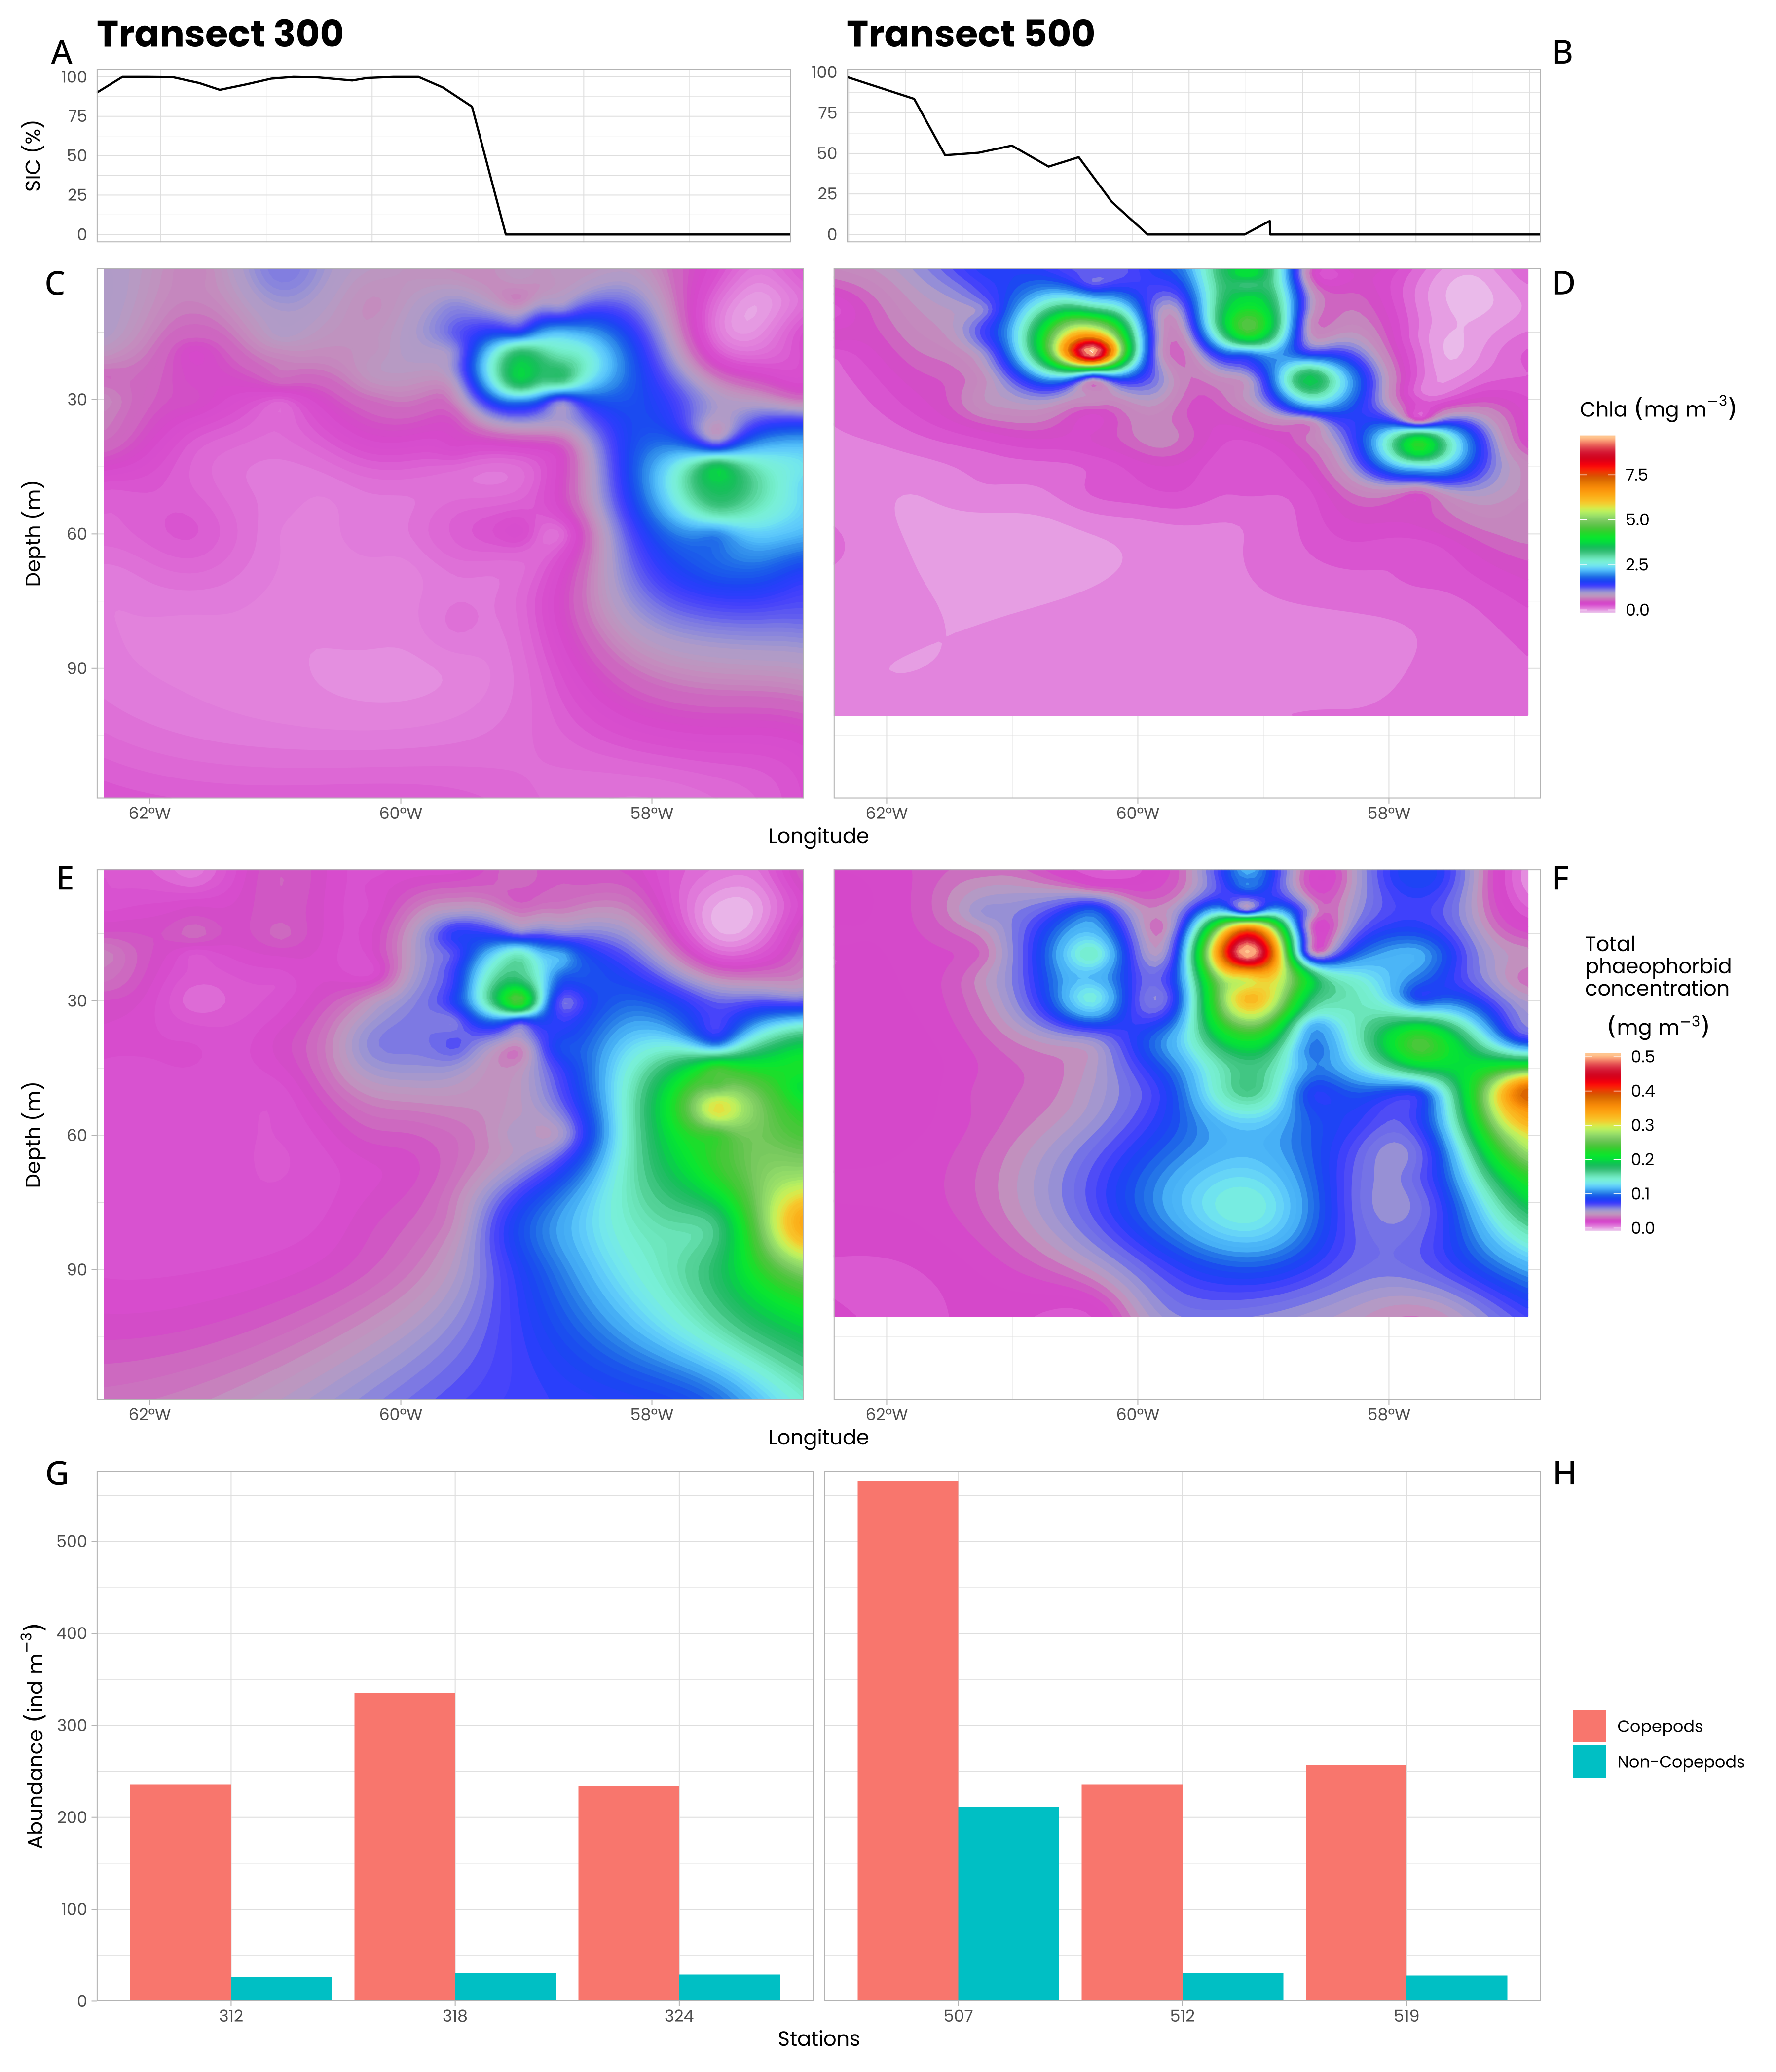 Transect 300
Transect 500
A
B
100
75
50
25
0
SIC (%)
100
75
50
25
0
C
D
30
60
90
Depth (m)
62°W
60°W
58°W
62°W
60°W
58°W
Longitude
Chla (mg m⁻³)
7.5
5.0
2.5
0.0
E
F
30
60
90
Depth (m)
62°W
60°W
58°W
62°W
60°W
58°W
Longitude
Total
phaeophorbid
concentration
(mg m⁻³)
0.5
0.4
0.3
0.2
0.1
0.0
G
H
500
400
300
200
100
0
Abundance (ind m⁻³)
312
318
324
507
512
519
Stations
Copepods
Non-Copepods